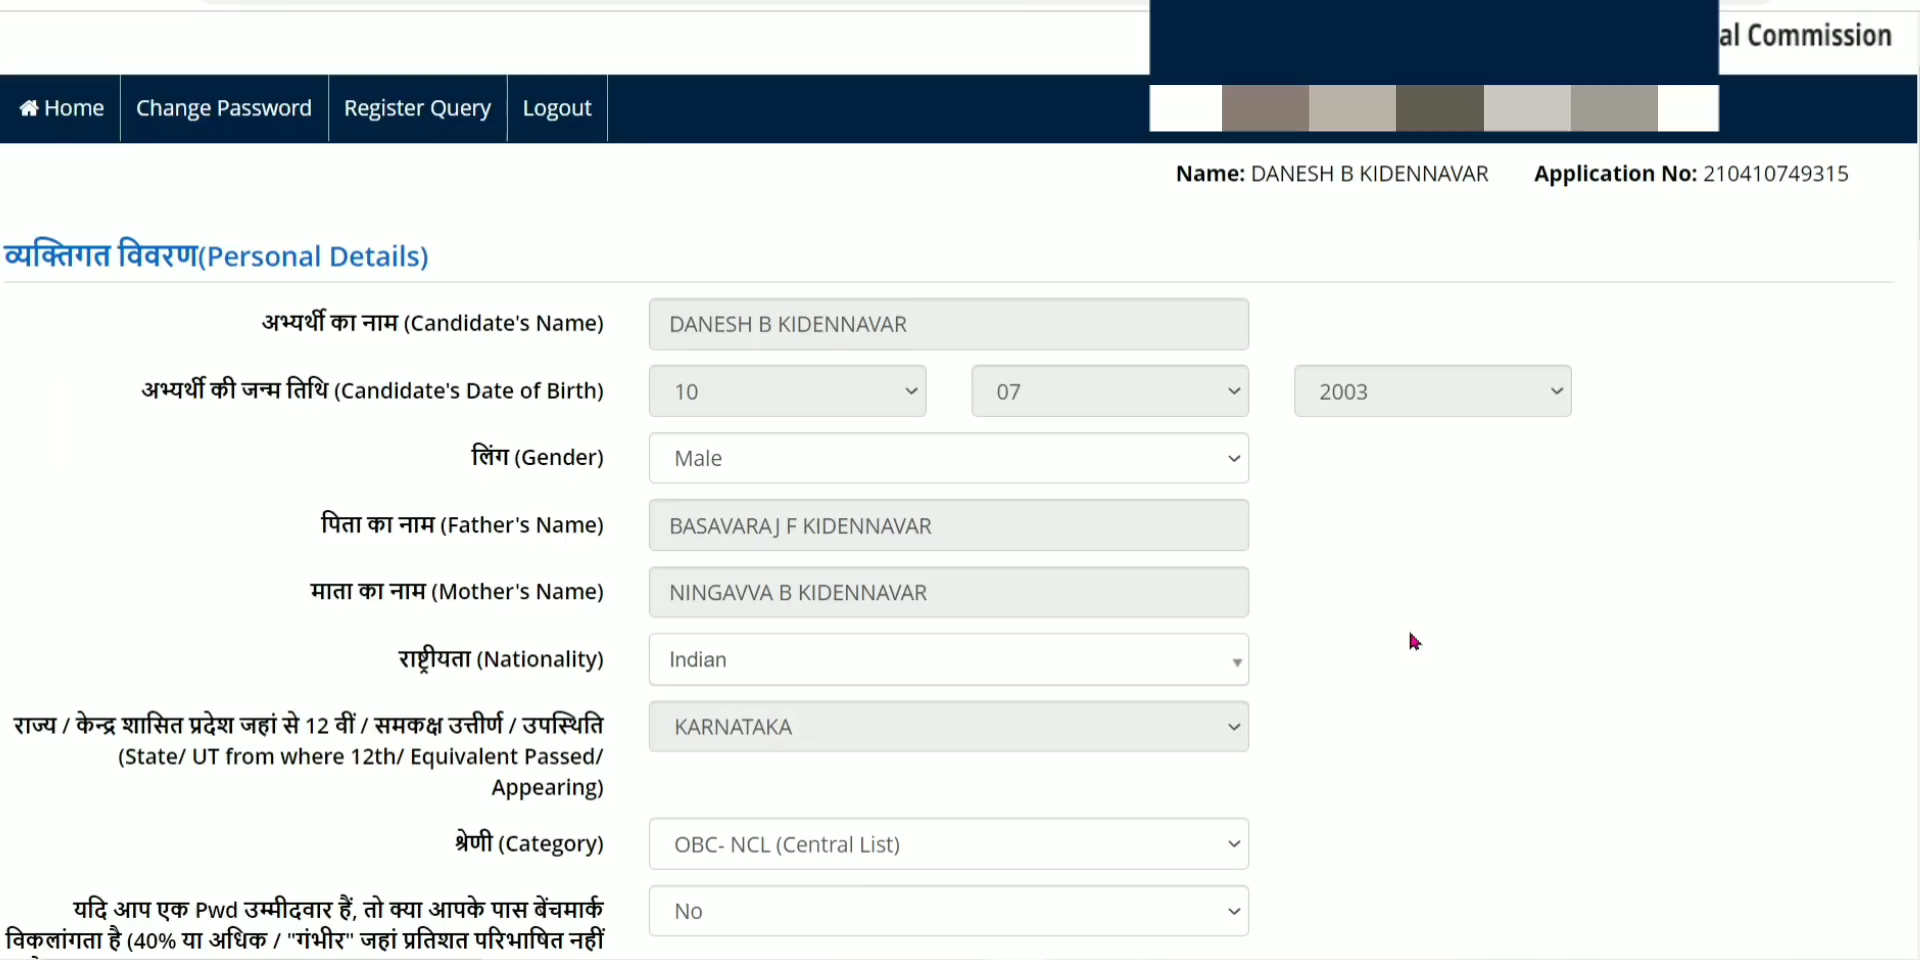 al Commission
Home Change Password Register Query Logout
Name: DANESH B KIDENNAVAR Application No: 210410749315
व्यक्तिगत विवरण(Personal Details)
अभ्यर्थी का नाम (Candidate's Name) DANESH B KIDENNAVAR
अभ्यर्थी की जन्म तिथि (Candidate's Date of Birth) 10 07 2003
लिंग (Gender) Male
पिता का नाम (Father's Name) BASAVARAJ F KIDENNAVAR
माता का नाम (Mother's Name) NINGAVVA B KIDENNAVAR
राष्ट्रीयता (Nationality) Indian
राज्य / केन्द्र शासित प्रदेश जहां से 12 वीं / समकक्ष उत्तीर्ण / उपस्थिति KARNATAKA
(State/ UT from where 12th/ Equivalent Passed/
Appearing)
श्रेणी (Category) OBC- NCL (Central List)
यदि आप एक Pwd उम्मीदवार हैं, तो क्या आपके पास बेंचमार्क No
विकलांगता है (40% या अधिक / "गंभीर" जहां प्रतिशत परिभाषित नहीं